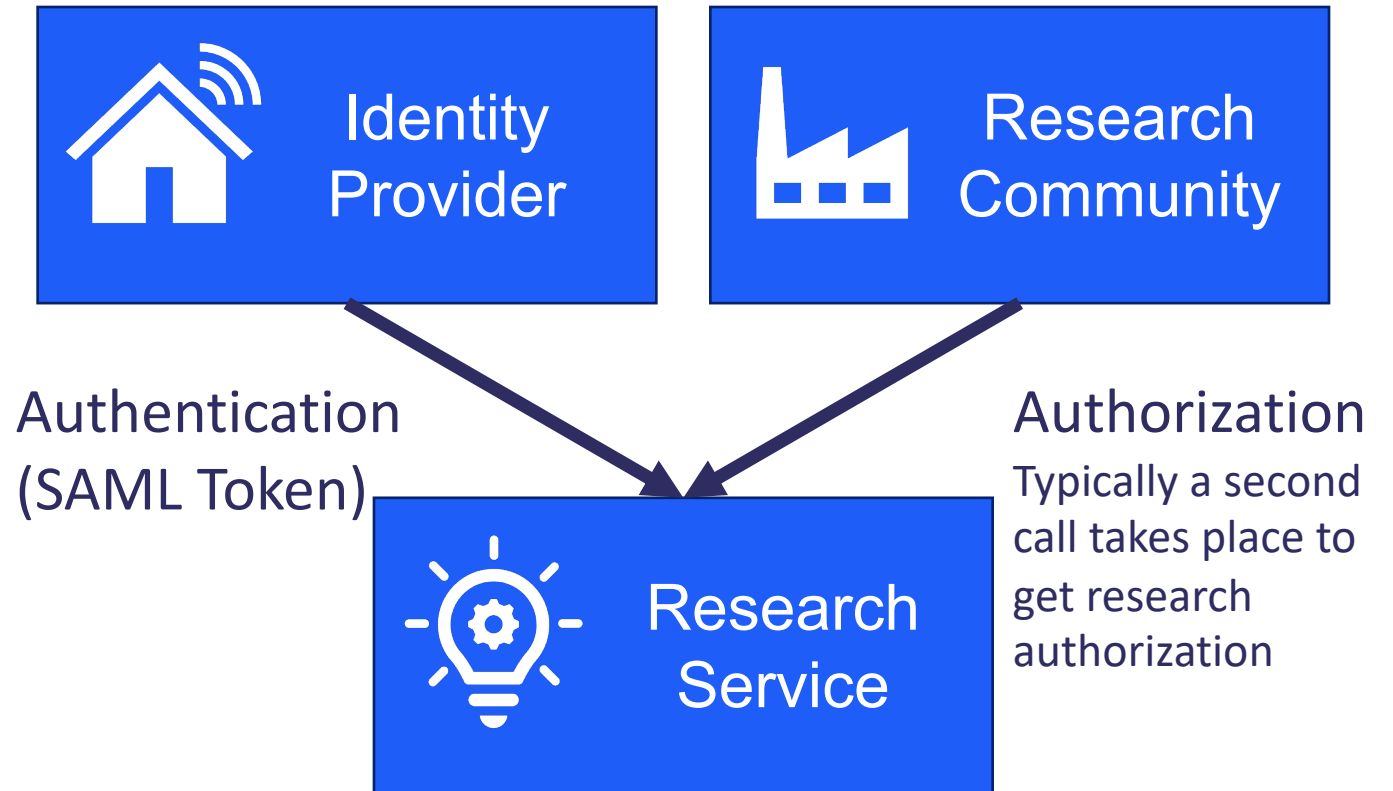 Identity
Provider
Research
Community
Authentication
(SAML Token)
Authorization
Typically a second
call takes place to
get research
authorization
Research
Service